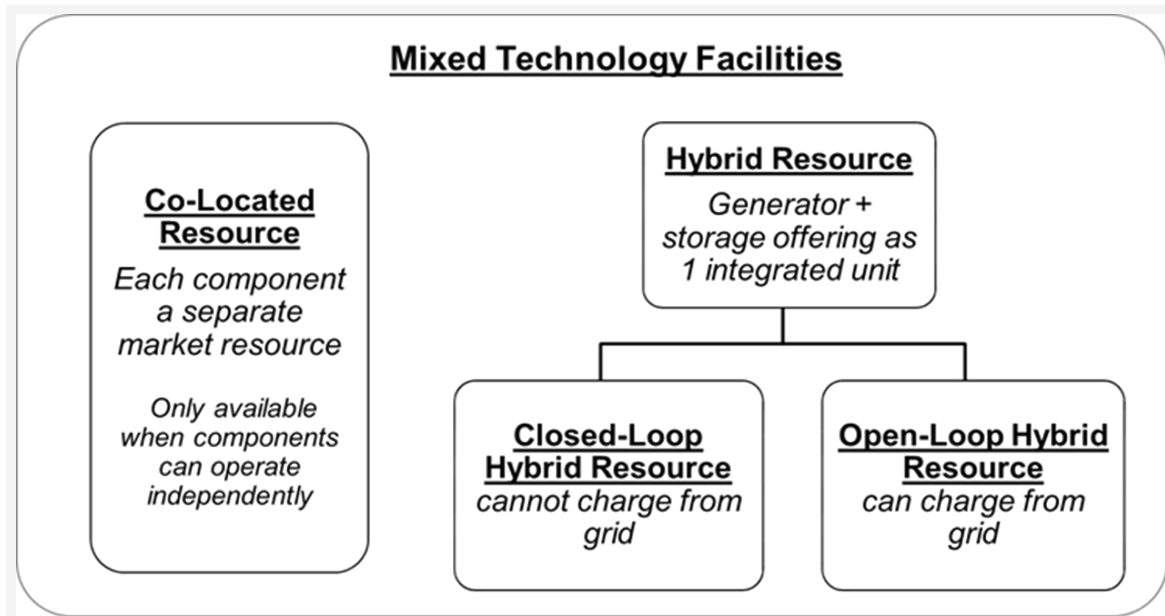 Mixed Technology Facilities
Co-Located
Resource
Each component
a separate
market resource
Only available
when components
can operate
independently
Hybrid Resource
Generator +
storage offering as
1 integrated unit
Closed-Loop
Hybrid Resource
cannot charge from
grid
Open-Loop Hybrid
Resource
can charge from
grid